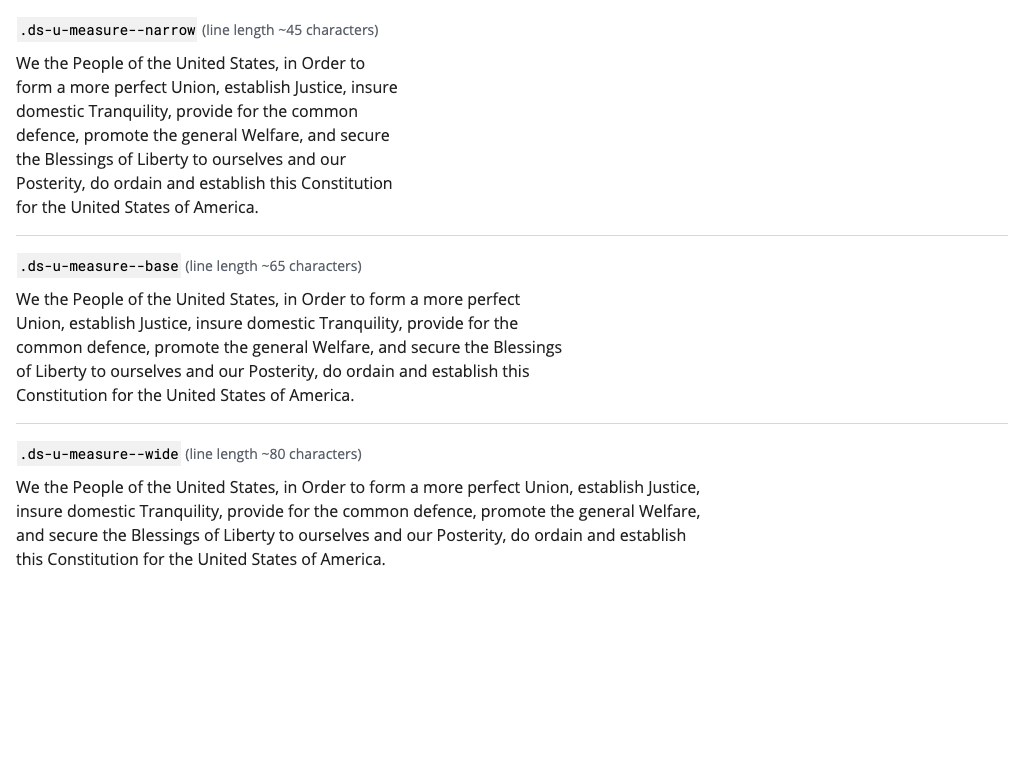 .ds-u-measure--narrow (line length ~45 characters)
We the People of the United States, in Order to
form a more perfect Union, establish Justice, insure
domestic Tranquility, provide for the common
defence, promote the general Welfare, and secure
the Blessings of Liberty to ourselves and our
Posterity, do ordain and establish this Constitution
for the United States of America.
.ds-u-measure--base (line length ~65 characters)
We the People of the United States, in Order to form a more perfect
Union, establish Justice, insure domestic Tranquility, provide for the
common defence, promote the general Welfare, and secure the Blessings
of Liberty to ourselves and our Posterity, do ordain and establish this
Constitution for the United States of America.
.ds-u-measure--wide (line length ~80 characters)
We the People of the United States, in Order to form a more perfect Union, establish Justice,
insure domestic Tranquility, provide for the common defence, promote the general Welfare,
and secure the Blessings of Liberty to ourselves and our Posterity, do ordain and establish
this Constitution for the United States of America.